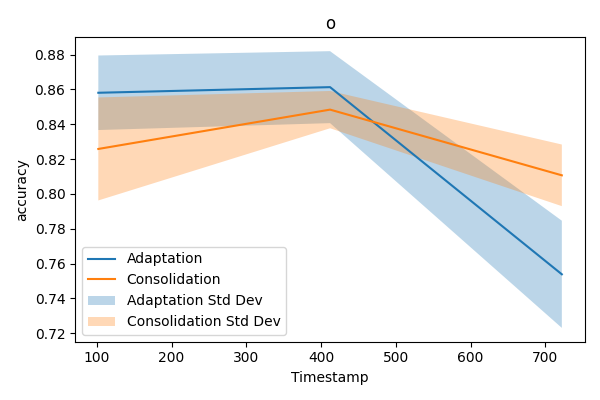 o
0.88
0.86
0.84
0.82
0.80
0.78
0.76
0.74
0.72
accuracy
Adaptation
Consolidation
Adaptation Std Dev
Consolidation Std Dev
100 200 300 400 500 600 700
Timestamp